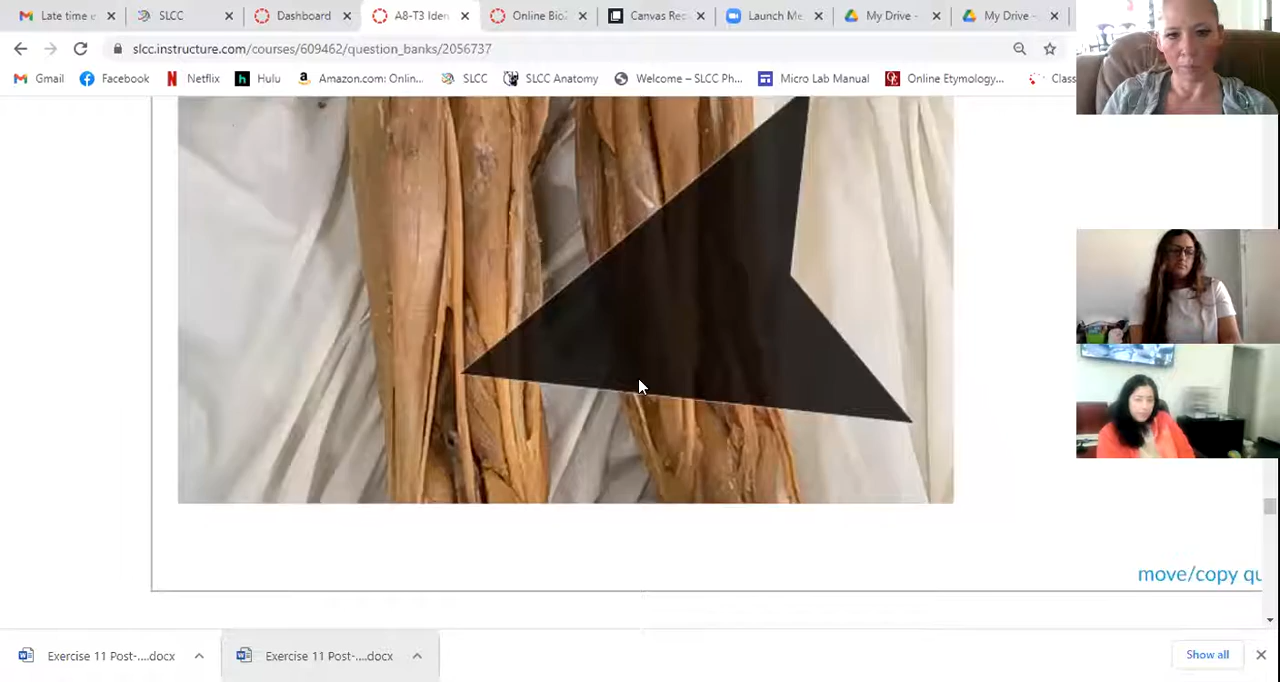 Late time e
SLCC
Dashboard
A8-T3 Iden
Online Bio
Canvas Rec
Launch Me
My Drive -
My Drive -
slcc.instructure.com/courses/609462/question_banks/2056737
Gmail
Facebook
Netflix
Hulu
Amazon.com: Onlin...
SLCC
SLCC Anatomy
Welcome – SLCC Ph...
Micro Lab Manual
Online Etymology...
Class
move/copy qu
Exercise 11 Post-....docx
Exercise 11 Post-....docx
Show all